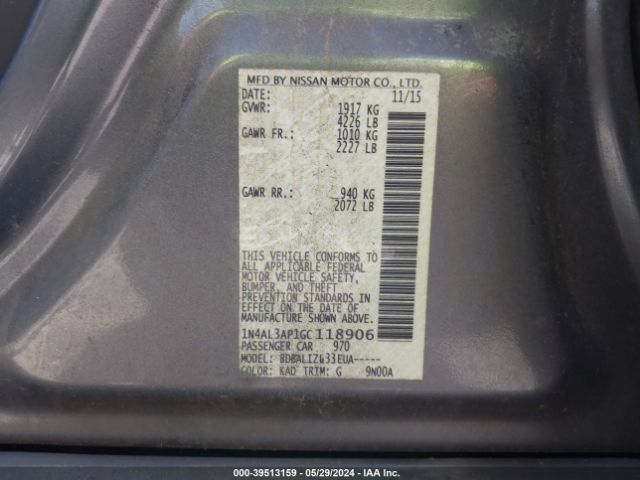 MFD BY NISSAN MOTOR CO., LTD.
DATE: 11/15
GVWR: 1917 KG
4226 LB
GAWR FR.: 1010 KG
2227 LB
GAWR RR.: 940 KG
2072 LB
THIS VEHICLE CONFORMS TO
ALL APPLICABLE FEDERAL
MOTOR VEHICLE SAFETY,
BUMPER, AND THEFT
PREVENTION STANDARDS IN
EFFECT ON THE DATE OF
MANUFACTURE SHOWN ABOVE.
1N4AL3AP1GC118906
PASSENGER CAR 970
MODEL:
COLOR: KAD TRIM: G 9N00A
© - 39513159 - 05/29/2024 - IAA Inc.